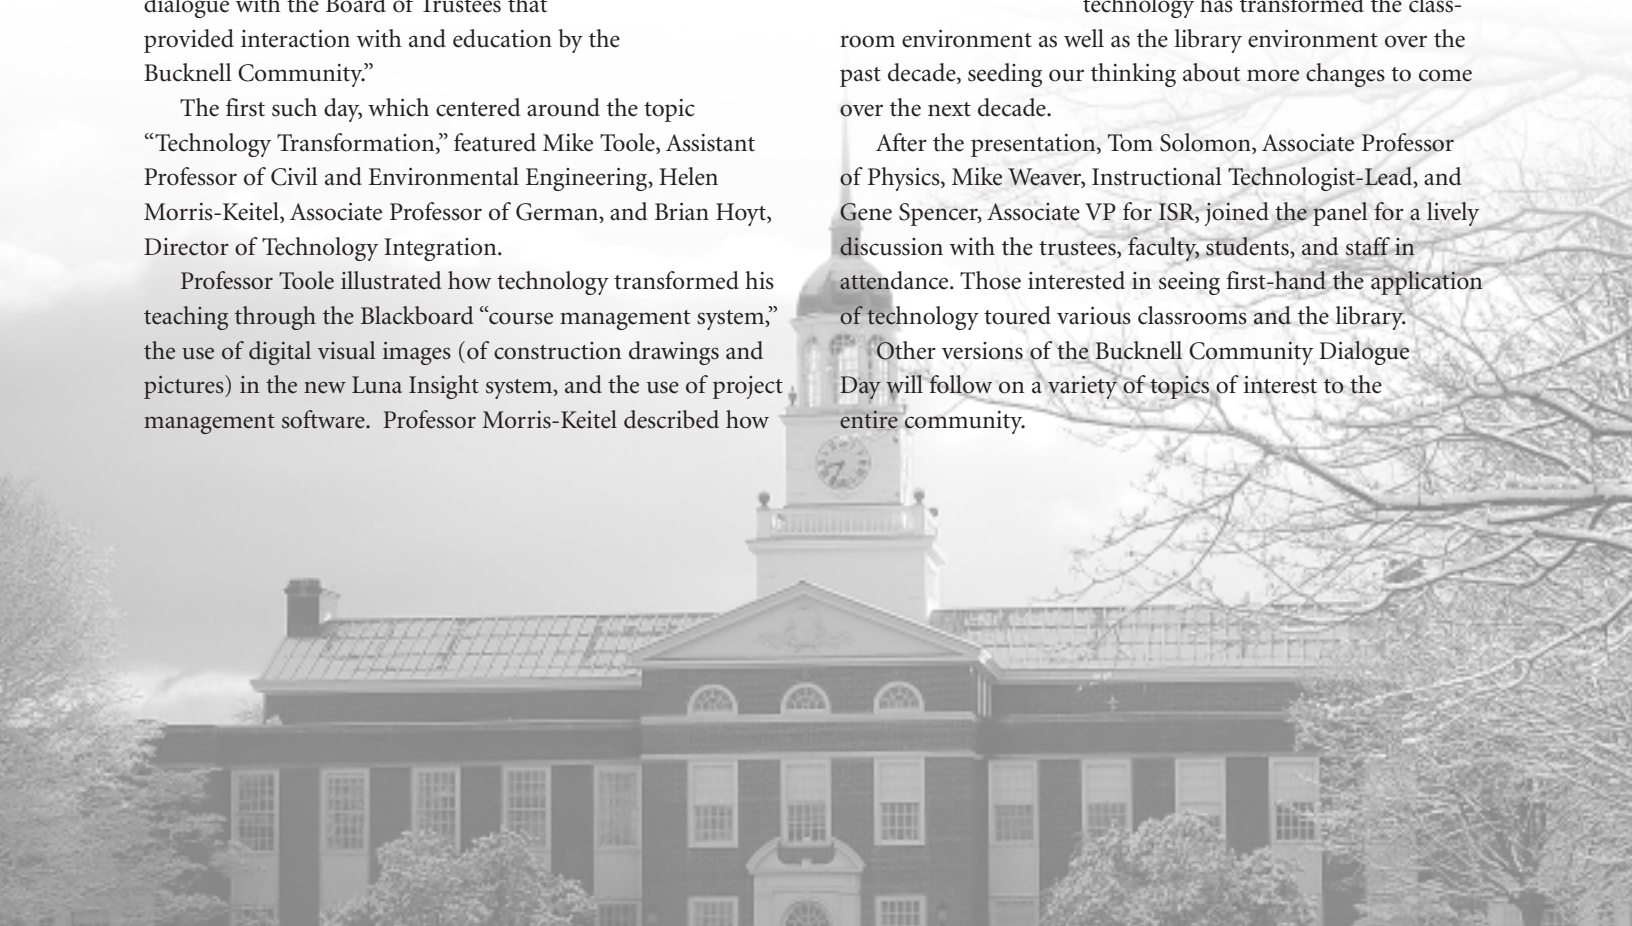 dialogue with the Board of Trustees that
provided interaction with and education by the
Bucknell Community.”
The first such day, which centered around the topic
“Technology Transformation,” featured Mike Toole, Assistant
Professor of Civil and Environmental Engineering, Helen
Morris-Keitel, Associate Professor of German, and Brian Hoyt,
Director of Technology Integration.
Professor Toole illustrated how technology transformed his
teaching through the Blackboard “course management system,”
the use of digital visual images (of construction drawings and
pictures) in the new Luna Insight system, and the use of project
management software.  Professor Morris-Keitel described how
technology has transformed the class-
room environment as well as the library environment over the
past decade, seeding our thinking about more changes to come
over the next decade.
After the presentation, Tom Solomon, Associate Professor
of Physics, Mike Weaver, Instructional Technologist-Lead, and
Gene Spencer, Associate VP for ISR, joined the panel for a lively
discussion with the trustees, faculty, students, and staff in
attendance. Those interested in seeing first-hand the application
of technology toured various classrooms and the library.
Other versions of the Bucknell Community Dialogue
Day will follow on a variety of topics of interest to the
entire community.